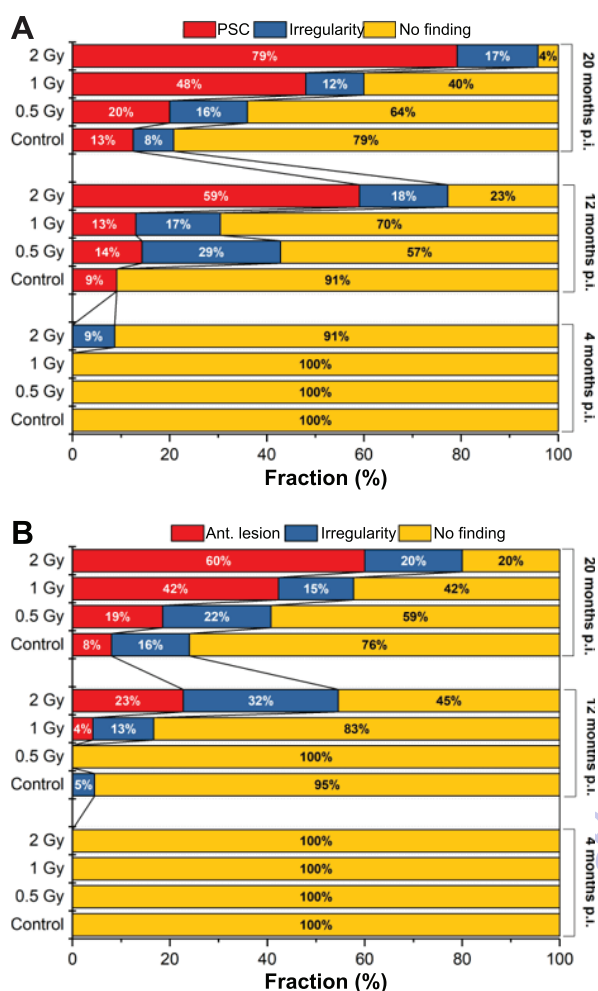 A
PSC Irregularity No finding
2 Gy 79% 17% 4%
1 Gy 48% 12% 40%
0.5 Gy 20% 16% 64%
Control 13% 8% 79%
20 months p.i.
2 Gy 59% 18% 23%
1 Gy 13% 17% 70%
0.5 Gy 14% 29% 57%
Control 9% 91%
12 months p.i.
2 Gy 9% 91%
1 Gy 100%
0.5 Gy 100%
Control 100%
4 months p.i.
0 20 40 60 80 100
Fraction (%)
B
Ant. lesion Irregularity No finding
2 Gy 60% 20% 20%
1 Gy 42% 15% 42%
0.5 Gy 19% 22% 59%
Control 8% 16% 76%
20 months p.i.
2 Gy 23% 32% 45%
1 Gy 4% 13% 83%
0.5 Gy 100%
Control 5% 95%
12 months p.i.
2 Gy 100%
1 Gy 100%
0.5 Gy 100%
Control 100%
4 months p.i.
0 20 40 60 80 100
Fraction (%)